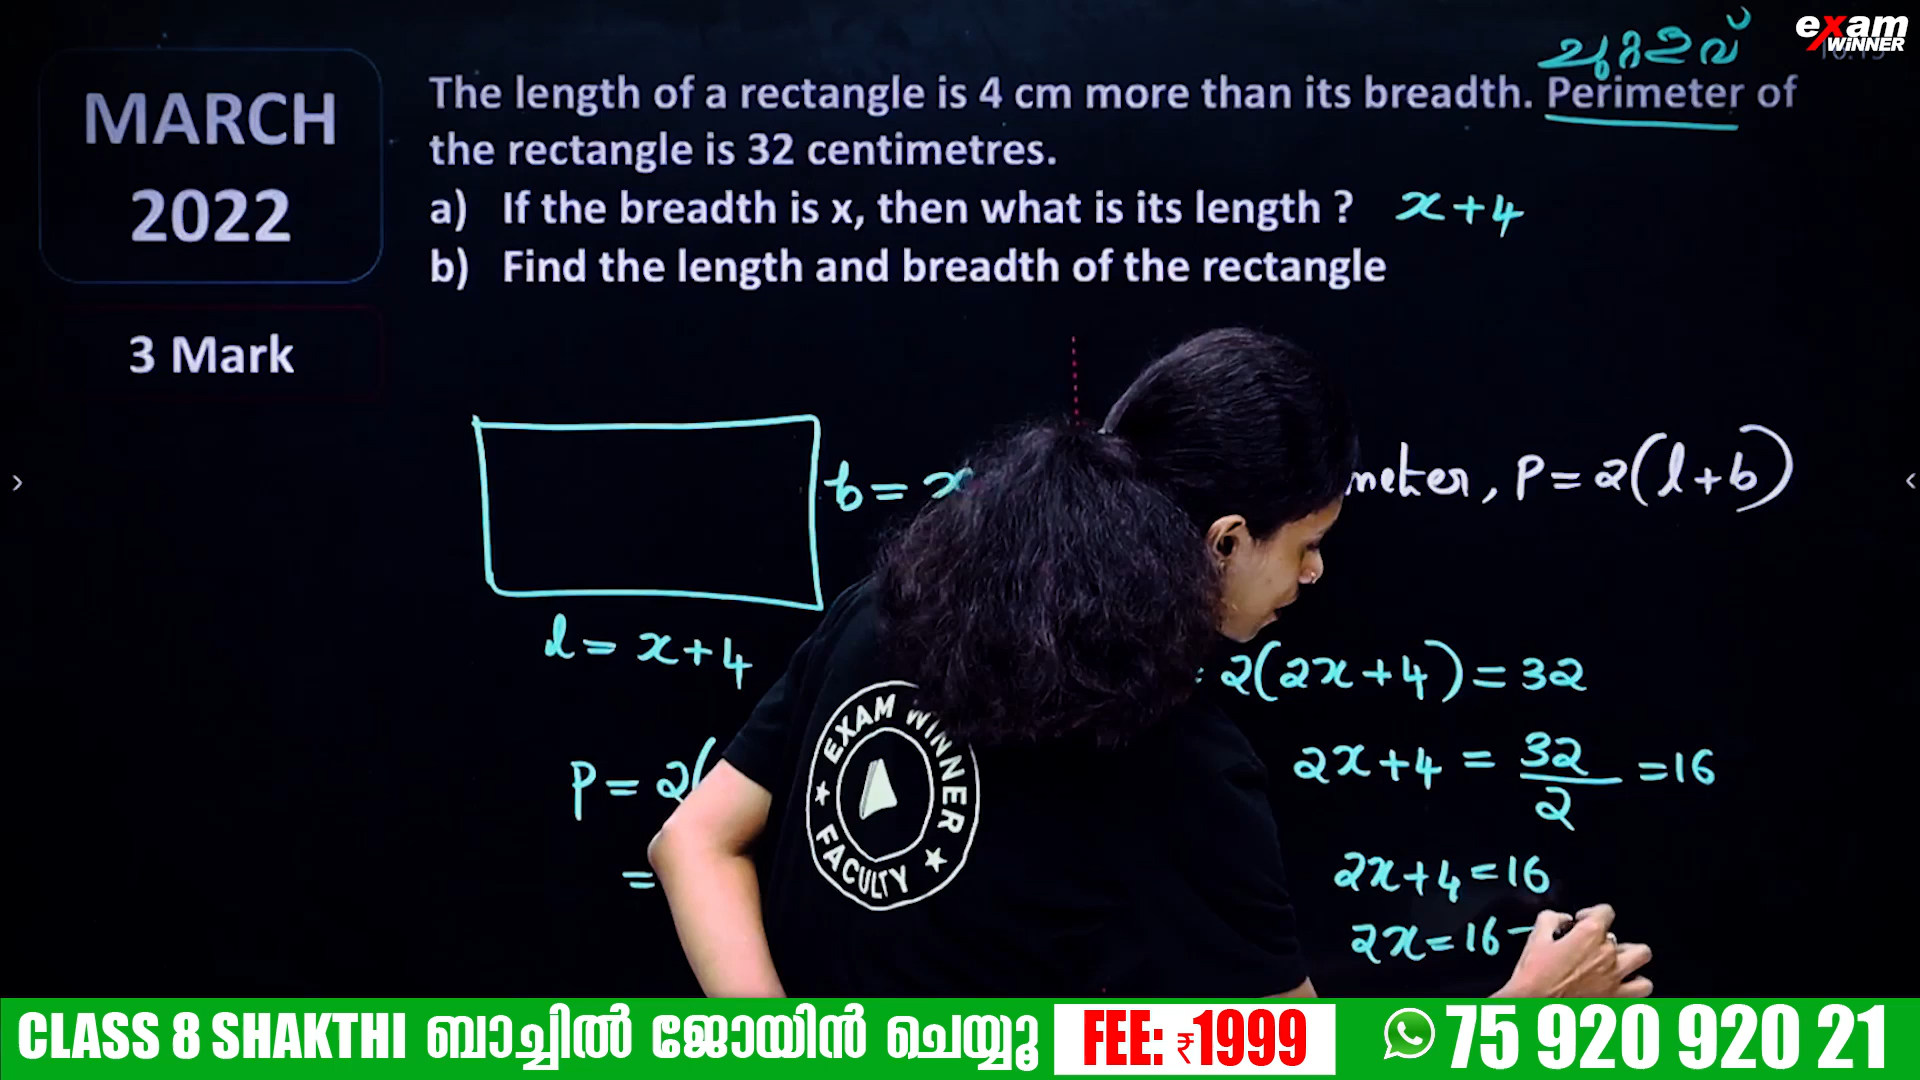 ചുറ്റളവ്
exam
WINNER
MARCH
2022
The length of a rectangle is 4 cm more than its breadth. Perimeter of
the rectangle is 32 centimetres.
a) If the breadth is x, then what is its length ? x+4
b) Find the length and breadth of the rectangle
3 Mark
b = x
meter, P = 2(l+b)
l = x+4
2(2x+4) = 32
P = 2(
2x+4 = 32/2 = 16
=
2x+4 = 16
2x = 16 -
EXAM WINNER
FACULTY
CLASS 8 SHAKTHI ബാച്ചിൽ ജോയിൻ ചെയ്യൂ FEE: ₹1999 75 920 920 21